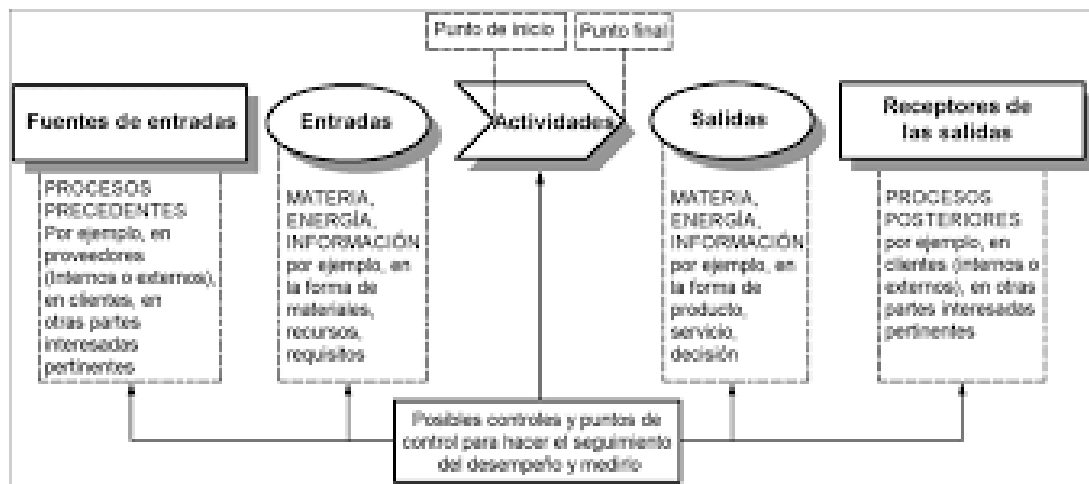 Punto de inicio
Punto final
Fuentes de entradas
Entradas
Actividades
Salidas
Receptores de
las salidas
PROCESOS
PRECEDENTES
Por ejemplo, en
proveedores
(internos o externos),
en clientes, en
otras partes
interesadas
pertinentes
MATERIA,
ENERGÍA,
INFORMACIÓN
por ejemplo, en
la forma de
materiales,
recursos,
requisitos
MATERIA,
ENERGÍA,
INFORMACIÓN
por ejemplo, en
la forma de
producto,
servicio,
decisión
PROCESOS
POSTERIORES
por ejemplo, en
clientes (internos o
externos), en otras
partes interesadas
pertinentes
Posibles controles y puntos de
control para hacer el seguimiento
del desempeño y medirlo